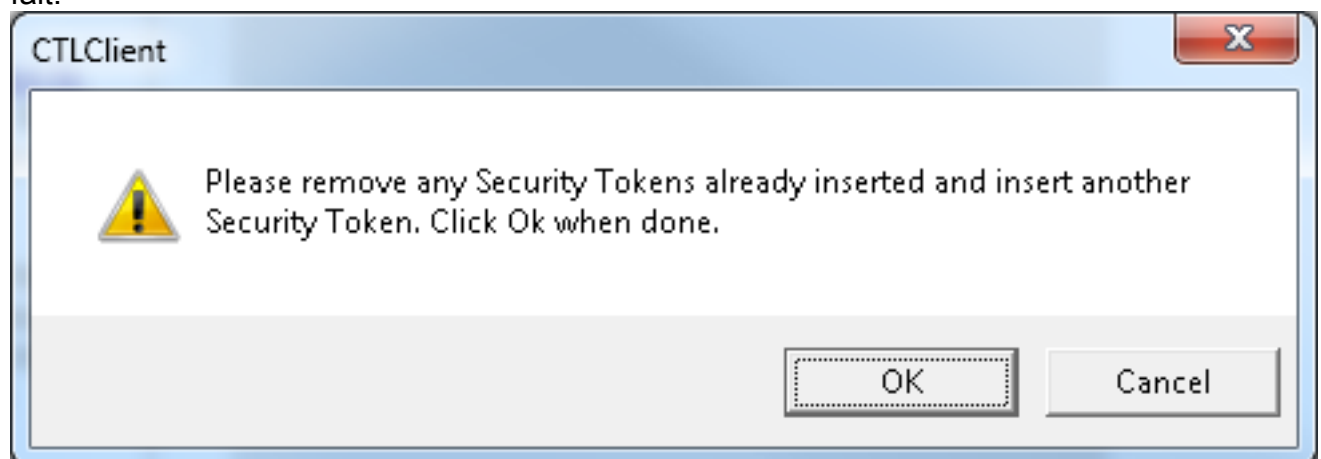 fait.
CTLClient
Please remove any Security Tokens already inserted and insert another
Security Token. Click Ok when done.
OK
Cancel